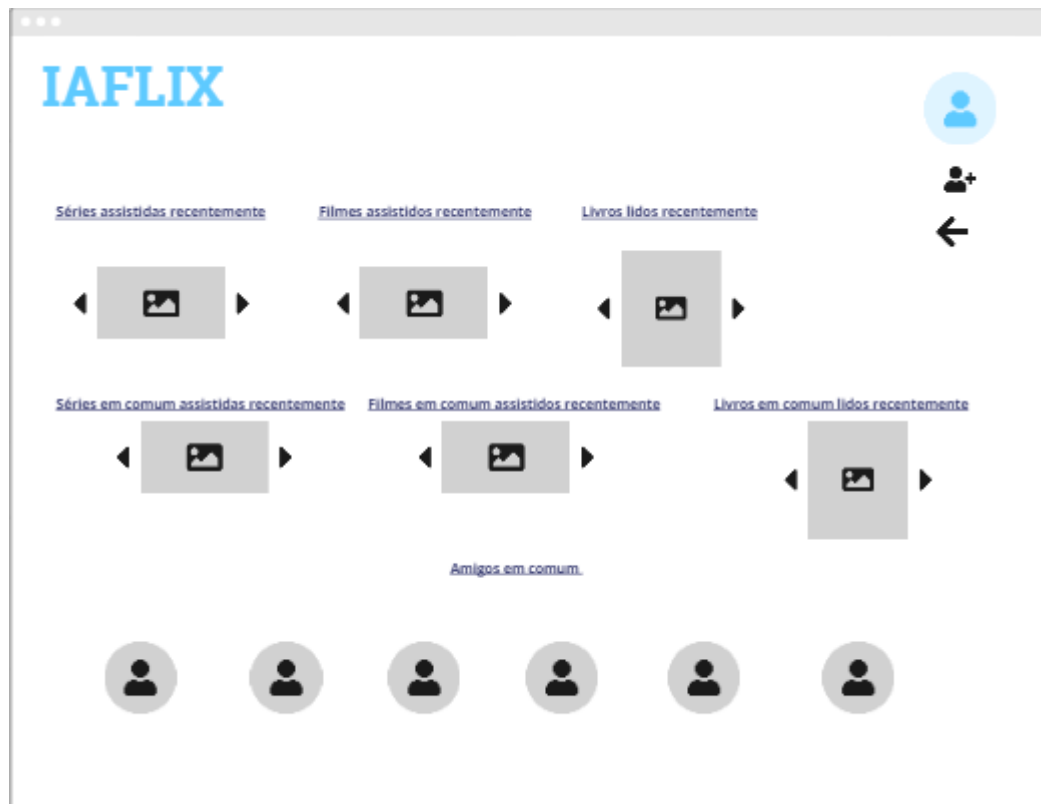 IAFLIX
Séries assistidas recentemente
Filmes assistidos recentemente
Livros lidos recentemente
Séries em comum assistidas recentemente
Filmes em comum assistidos recentemente
Livros em comum lidos recentemente
Amigos em comum